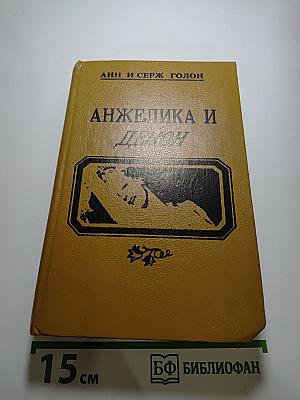 АНН И СЕРЖ ГОЛОН
АНЖЕЛИКА И
ДЕМОН
15 см
БФ БИБЛИОФАН